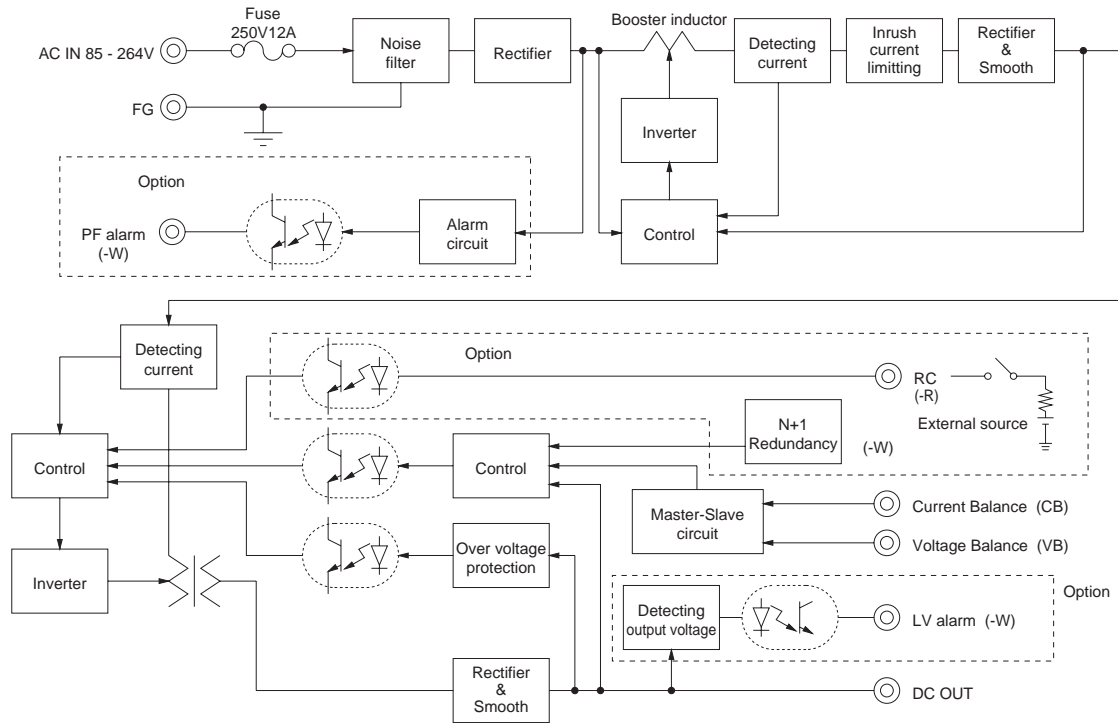 Fuse
250V12A
AC IN 85 - 264V
Noise
filter
Rectifier
Booster inductor
Detecting
current
Inrush
current
limitting
Rectifier
&
Smooth
FG
Inverter
Option
PF alarm
(-W)
Alarm
circuit
Control
Detecting
current
Option
RC
(-R)
External source
N+1
Redundancy
(-W)
Control
Control
Master-Slave
circuit
Current Balance (CB)
Voltage Balance (VB)
Inverter
Over voltage
protection
Option
Detecting
output voltage
LV alarm (-W)
Rectifier
&
Smooth
DC OUT